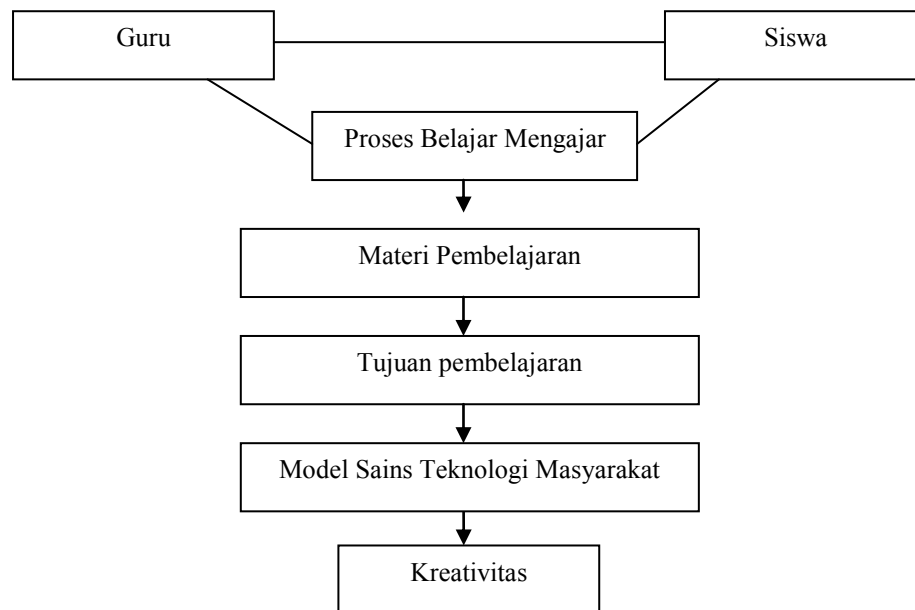 Guru
Siswa
Proses Belajar Mengajar
Materi Pembelajaran
Tujuan pembelajaran
Model Sains Teknologi Masyarakat
Kreativitas